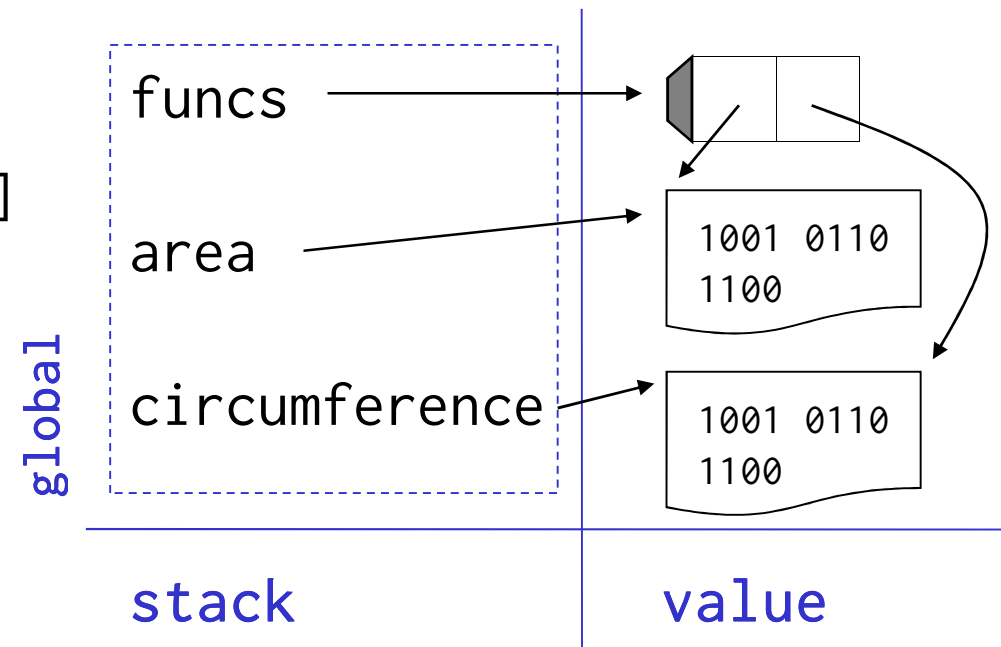 funcs
]
area
1001 0110
1100
circumference
1001 0110
1100
global
stack
value